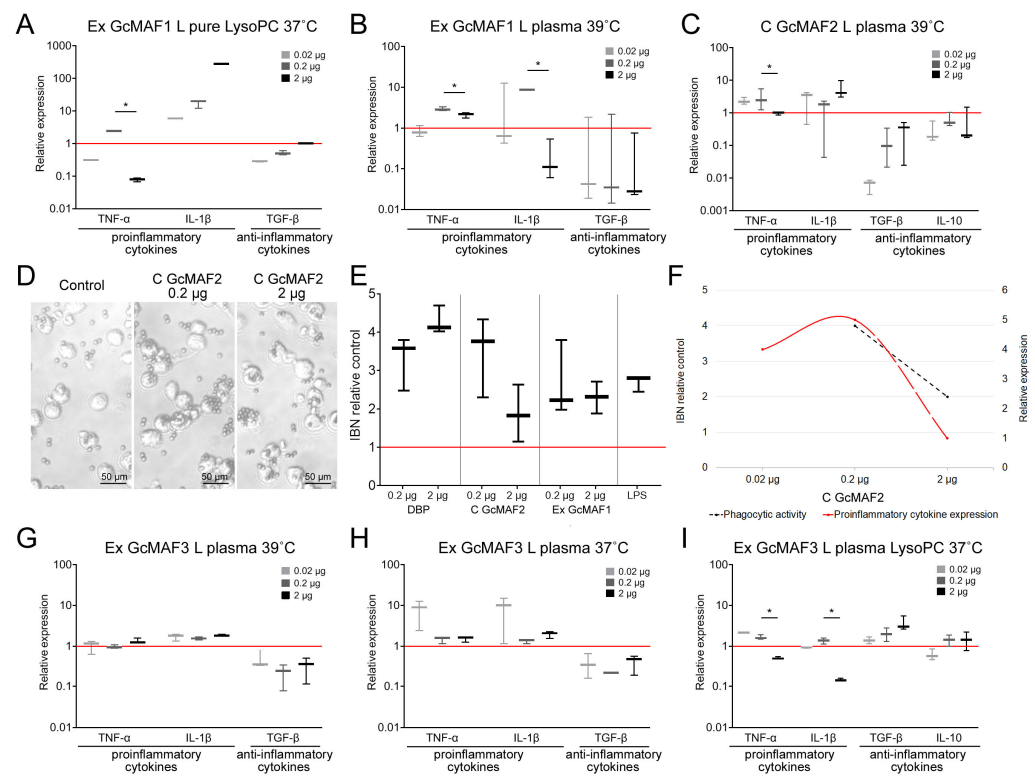 A
Ex GcMAF1 L pure LysoPC 37˚C
Relative expression
1000
100
10
1
0.1
0.01
0.02 µg
0.2 µg
2 µg
*
TNF-α
IL-1β
TGF-β
proinflammatory
cytokines
anti-inflammatory
cytokines
B
Ex GcMAF1 L plasma 39˚C
Relative expression
100
10
1
0.1
0.01
0.02 µg
0.2 µg
2 µg
*
*
TNF-α
IL-1β
TGF-β
proinflammatory
cytokines
anti-inflammatory
cytokines
C
C GcMAF2 L plasma 39˚C
Relative expression
100
10
1
0.1
0.01
0.001
0.02 µg
0.2 µg
2 µg
*
TNF-α
IL-1β
TGF-β
IL-10
proinflammatory
cytokines
anti-inflammatory
cytokines
D
Control
C GcMAF2
0.2 µg
C GcMAF2
2 µg
50 µm
50 µm
50 µm
E
IBN relative control
5
4
3
2
1
0
0.2 µg
2 µg
0.2 µg
2 µg
0.2 µg
2 µg
LPS
DBP
C GcMAF2
Ex GcMAF1
F
IBN relative control
5
4
3
2
1
0
Relative expression
6
5
4
3
2
1
0
0.02 µg
0.2 µg
2 µg
C GcMAF2
Phagocytic activity
Proinflammatory cytokine expression
G
Ex GcMAF3 L plasma 39˚C
Relative expression
100
10
1
0.1
0.01
0.02 µg
0.2 µg
2 µg
TNF-α
IL-1β
TGF-β
proinflammatory
cytokines
anti-inflammatory
cytokines
H
Ex GcMAF3 L plasma 37˚C
Relative expression
100
10
1
0.1
0.01
0.02 µg
0.2 µg
2 µg
TNF-α
IL-1β
TGF-β
proinflammatory
cytokines
anti-inflammatory
cytokines
I
Ex GcMAF3 L plasma LysoPC 37˚C
Relative expression
100
10
1
0.1
0.01
0.02 µg
0.2 µg
2 µg
*
*
TNF-α
IL-1β
TGF-β
IL-10
proinflammatory
cytokines
anti-inflammatory
cytokines